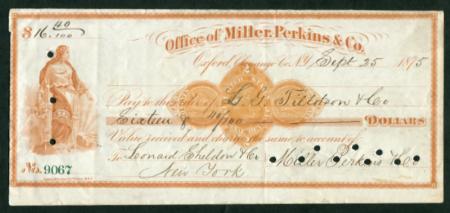 $16 40/100
Office of Miller, Perkins & Co.
Oxford, Chenango Co. N.Y. Sept 25 1875
Pay to the order of L. G. Tillotson & Co
Sixteen & 40/100 DOLLARS
Value received and charge the same to account of
To Leonard Sheldon & Co Miller Perkins & Co
New York
No. 9067